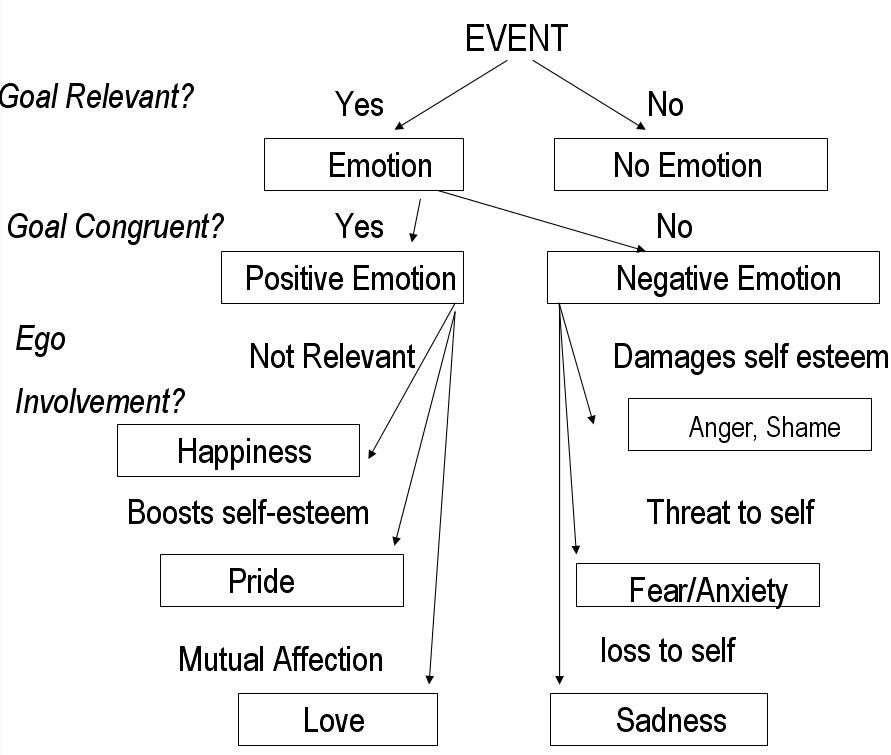 EVENT
Goal Relevant?
Yes
No
Emotion
No Emotion
Goal Congruent?
Yes
No
Positive Emotion
Negative Emotion
Ego
Involvement?
Not Relevant
Damages self esteem
Happiness
Anger, Shame
Boosts self-esteem
Threat to self
Pride
Fear/Anxiety
Mutual Affection
loss to self
Love
Sadness